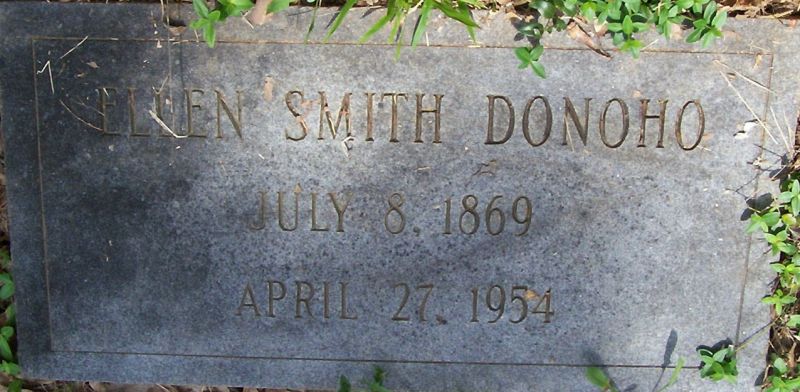 ELLEN SMITH DONOHO
JULY 8, 1869
APRIL 27, 1954